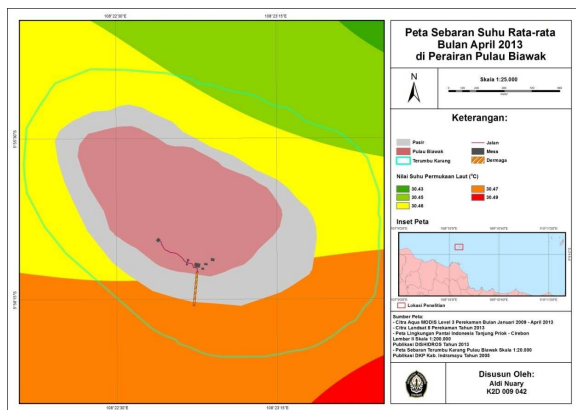 108°22'30"E
108°23'15"E
108°22'30"E
108°23'15"E
Peta Sebaran Suhu Rata-rata
Bulan April 2013
di Perairan Pulau Biawak
N
Skala 1:25.000
Keterangan:
Pasir
Pulau Biawak
Terumbu Karang
Jalan
Mesa
Dermaga
Nilai Suhu Permukaan Laut (°C)
30.43
30.45
30.46
30.47
30.49
Inset Peta
Lokasi Penelitian
Sumber Peta:
- Citra Aqua MODIS Level II Perekaman Bulan Januari 2009 - April 2013
- Citra Landsat 8 Perekaman Tahun 2013
- Peta Lingkungan Pantai Indonesia Tanjung Priok - Cirebon
Lembar II Skala 1:200.000
Publikasi DISHIDROS Tahun 2013
- Peta Sebaran Terumbu Karang Pulau Biawak Skala 1:20.000
Publikasi DKP Kab. Indramayu Tahun 2008
Disusun Oleh:
Aldi Nuary
K2D 009 042